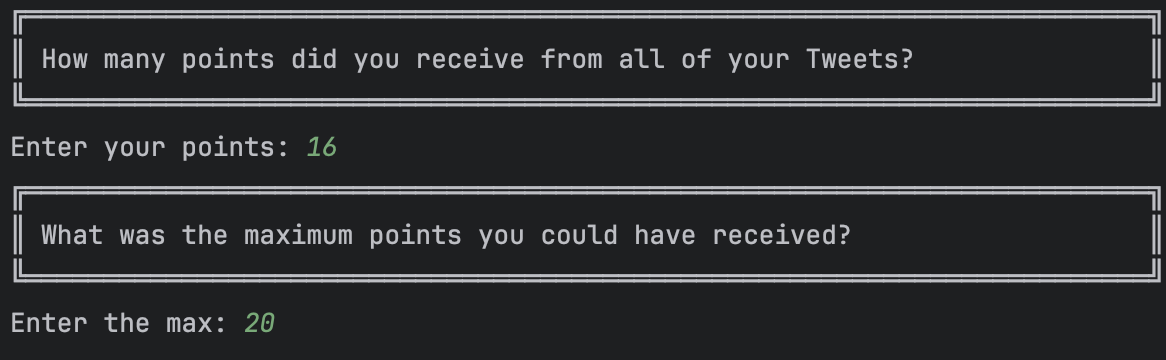 How many points did you receive from all of your Tweets?
Enter your points: 16
What was the maximum points you could have received?
Enter the max: 20